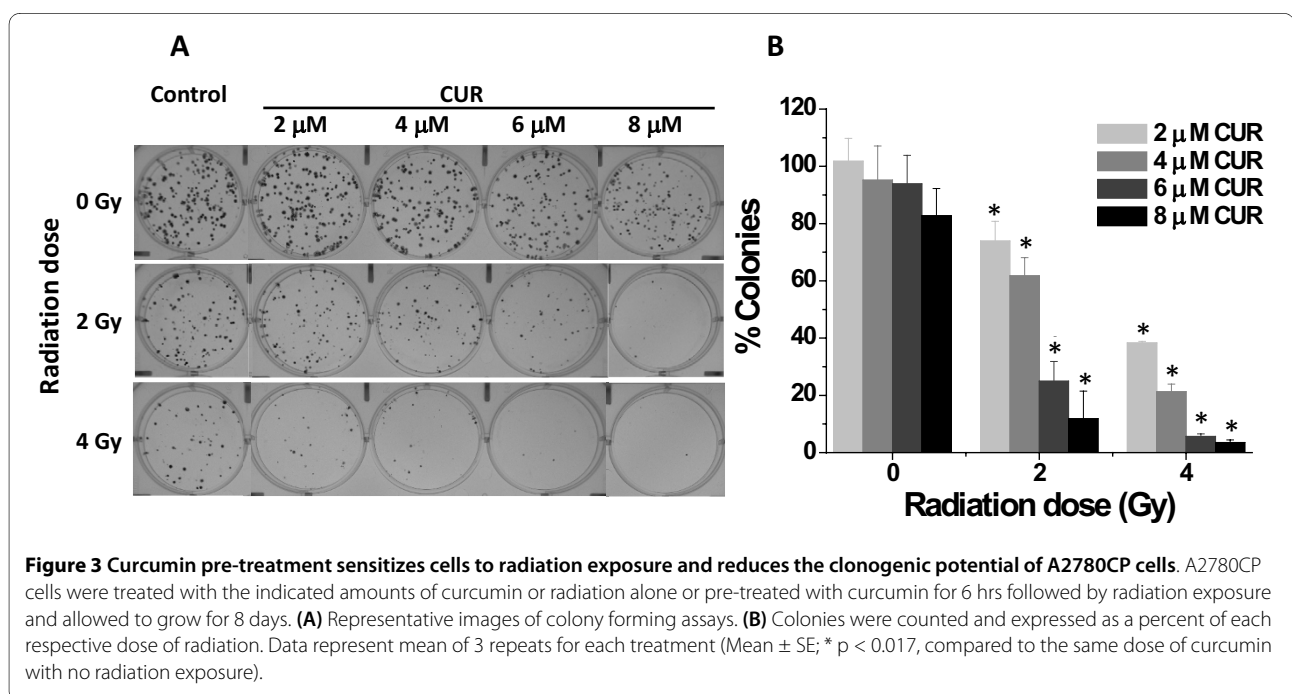 A
Control
CUR
2 μM 4 μM 6 μM 8 μM
Radiation dose
0 Gy
2 Gy
4 Gy
B
120
100
80
60
40
20
0
% Colonies
2 μM CUR
4 μM CUR
6 μM CUR
8 μM CUR
* *
* *
* *
* *
0 2 4
Radiation dose (Gy)
Figure 3 Curcumin pre-treatment sensitizes cells to radiation exposure and reduces the clonogenic potential of A2780CP cells. A2780CP
cells were treated with the indicated amounts of curcumin or radiation alone or pre-treated with curcumin for 6 hrs followed by radiation exposure
and allowed to grow for 8 days. (A) Representative images of colony forming assays. (B) Colonies were counted and expressed as a percent of each
respective dose of radiation. Data represent mean of 3 repeats for each treatment (Mean ± SE; * p < 0.017, compared to the same dose of curcumin
with no radiation exposure).